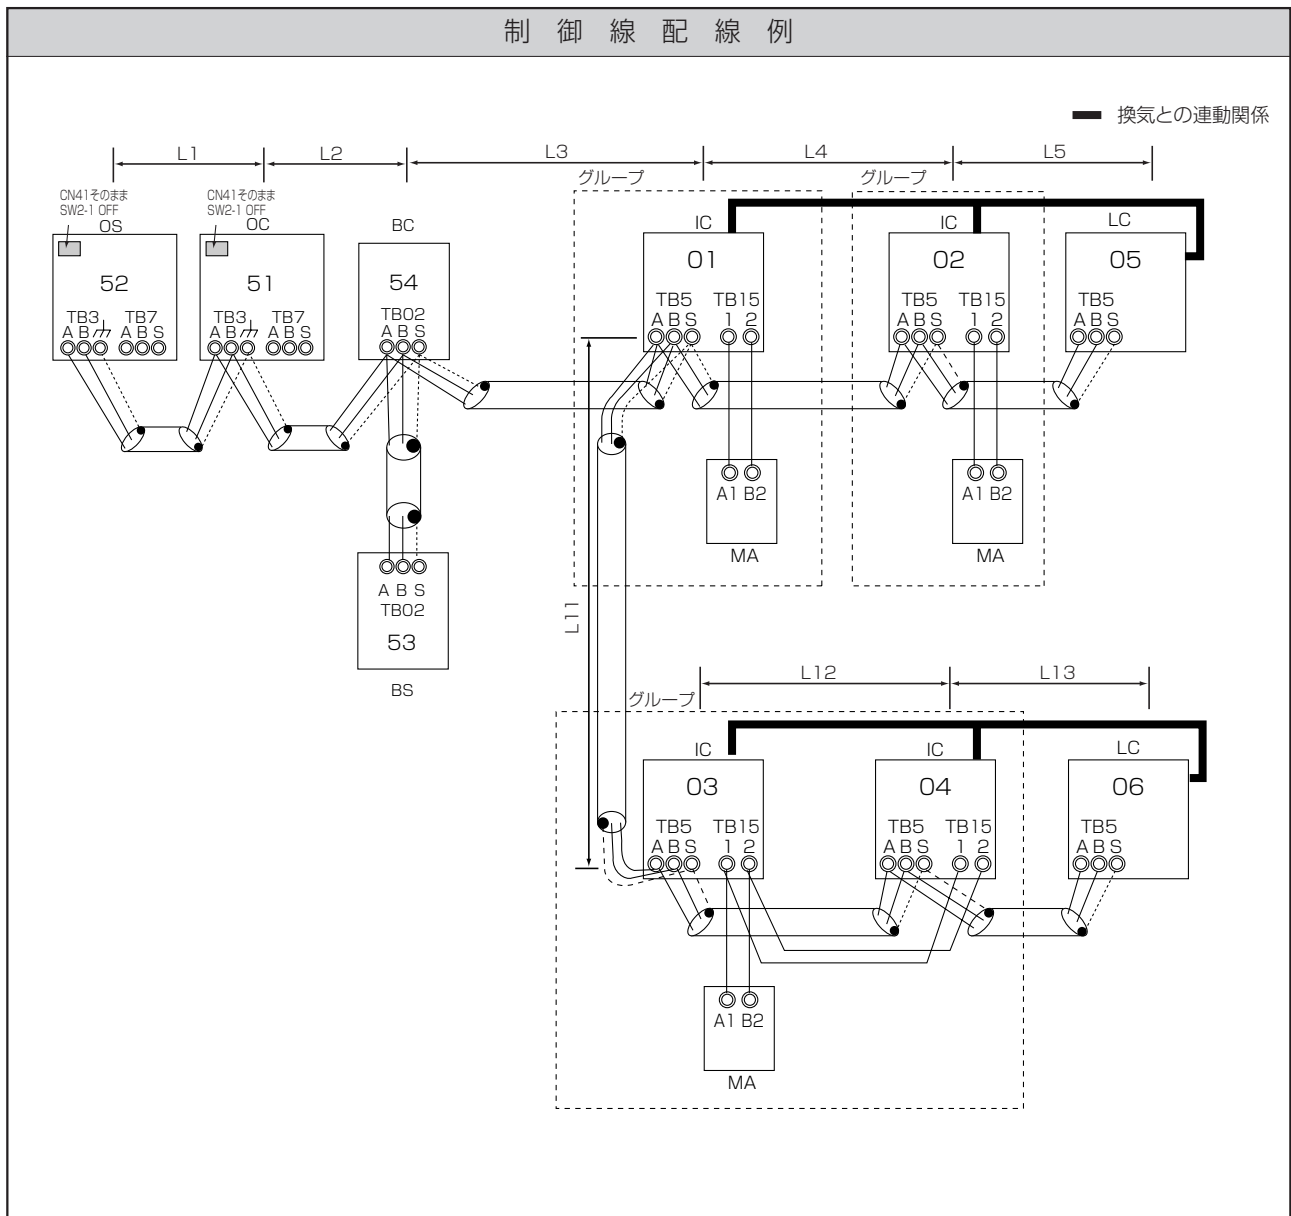 制御線配線例
換気との連動関係
L1
L2
L3
L4
L5
グループ
グループ
CN41そのまま
SW2-1 OFF
OS
52
TB3
TB7
A B
A B S
CN41そのまま
SW2-1 OFF
OC
51
TB3
TB7
A B
A B S
BC
54
TB02
A B S
IC
01
TB5
TB15
A B S
1 2
IC
02
TB5
TB15
A B S
1 2
LC
05
TB5
A B S
A1 B2
MA
A1 B2
MA
A B S
TB02
53
BS
L11
L12
L13
グループ
IC
03
TB5
TB15
A B S
1 2
IC
04
TB5
TB15
A B S
1 2
LC
06
TB5
A B S
A1 B2
MA